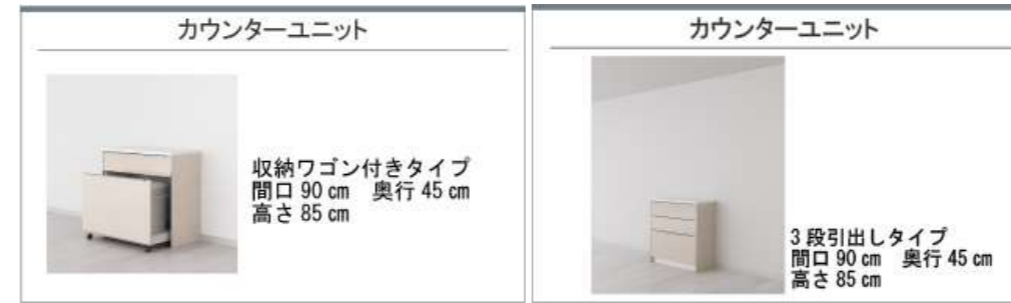 カウンターユニット
収納ワゴン付きタイプ
間口 90 ㎝　奥行 45 ㎝
高さ 85 ㎝
カウンターユニット
3 段引出しタイプ
間口 90 ㎝　奥行 45 ㎝
高さ 85 ㎝